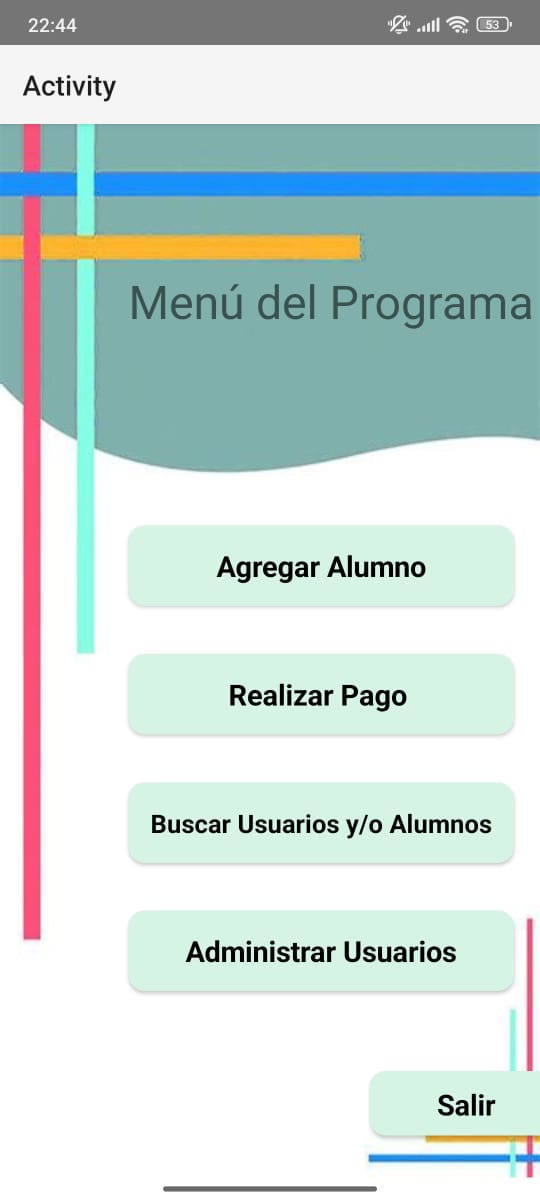 22:44
53
Activity
Menú del Programa
Agregar Alumno
Realizar Pago
Buscar Usuarios y/o Alumnos
Administrar Usuarios
Salir